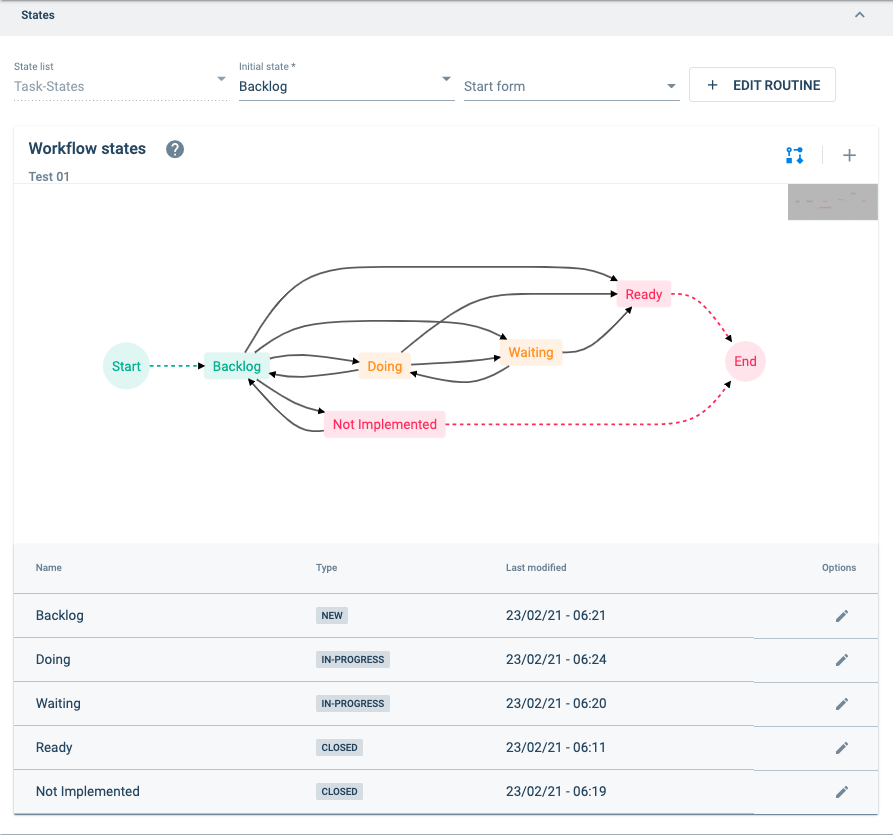 States
State list
Initial state *
Task-States
Backlog
Start form
EDIT ROUTINE
Workflow states
?
Test 01
Ready
Waiting
End
Start
Backlog
Doing
Not Implemented
Name Type Last modified Options
Backlog NEW 23/02/21 - 06:21
Doing IN-PROGRESS 23/02/21 - 06:24
Waiting IN-PROGRESS 23/02/21 - 06:20
Ready CLOSED 23/02/21 - 06:11
Not Implemented CLOSED 23/02/21 - 06:19